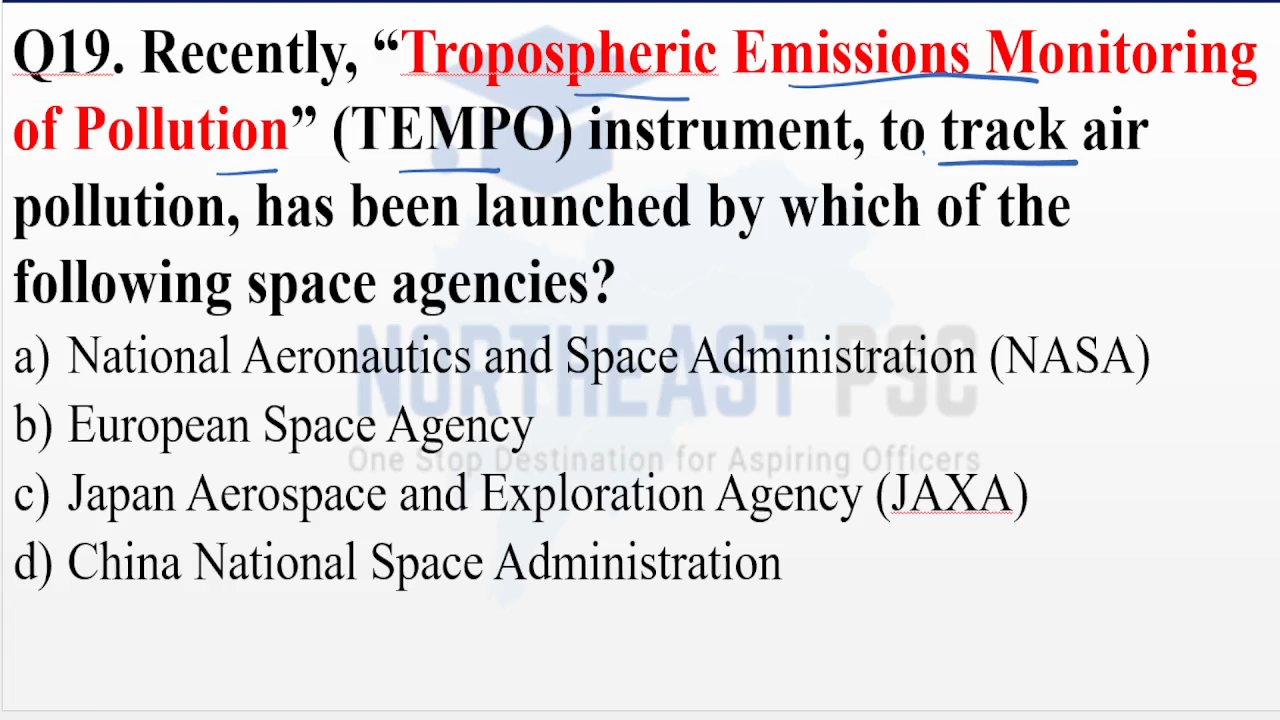 Q19. Recently, “Tropospheric Emissions Monitoring
of Pollution” (TEMPO) instrument, to track air
pollution, has been launched by which of the
following space agencies?
a) National Aeronautics and Space Administration (NASA)
NORTHEAST PSC
b) European Space Agency
One Stop Destination for Aspiring Officers
c) Japan Aerospace and Exploration Agency (JAXA)
d) China National Space Administration